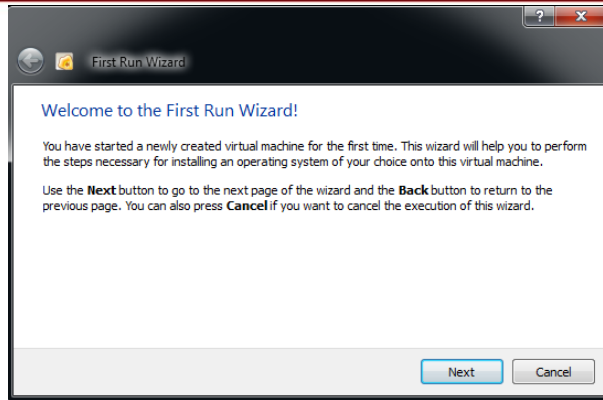 ?
x
First Run Wizard
Welcome to the First Run Wizard!
You have started a newly created virtual machine for the first time. This wizard will help you to perform
the steps necessary for installing an operating system of your choice onto this virtual machine.
Use the Next button to go to the next page of the wizard and the Back button to return to the
previous page. You can also press Cancel if you want to cancel the execution of this wizard.
Next Cancel